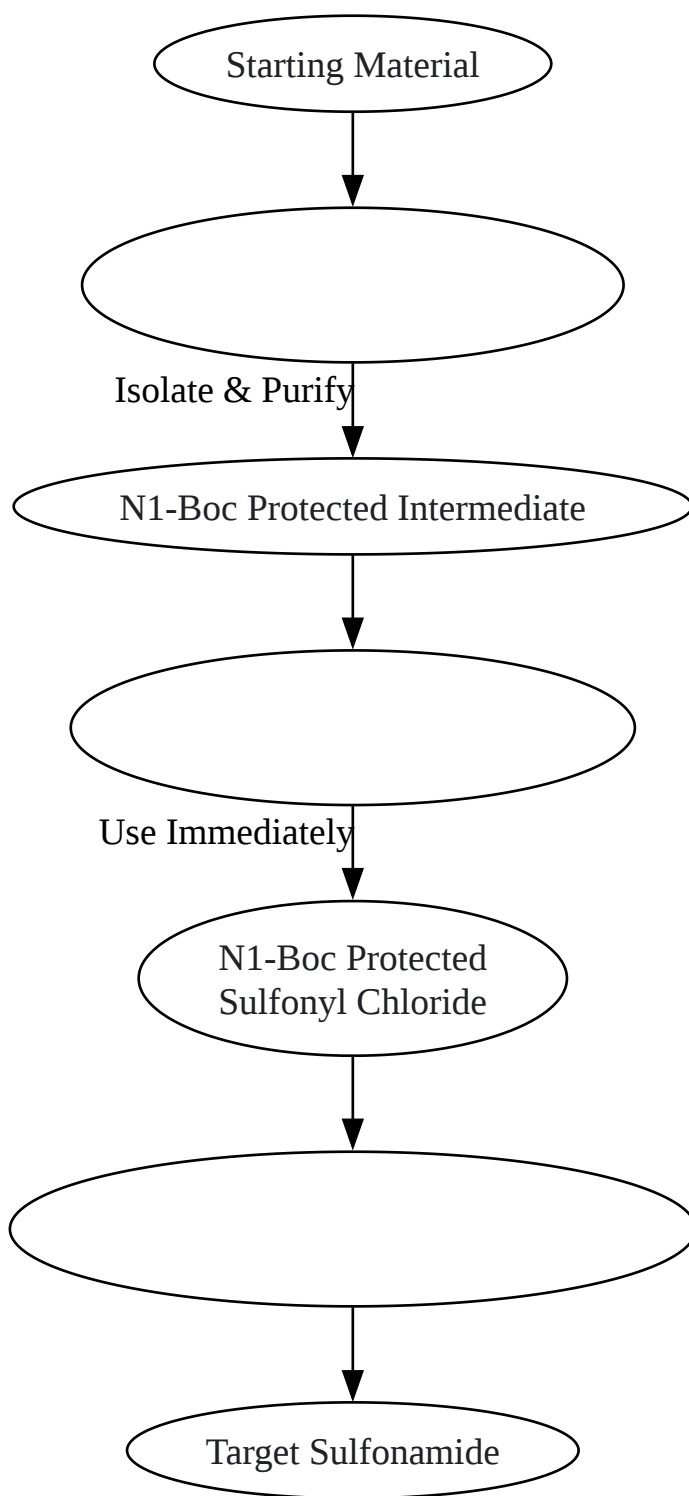 Starting Material
Isolate & Purify
N1-Boc Protected Intermediate
Use Immediately
N1-Boc Protected
Sulfonyl Chloride
Target Sulfonamide